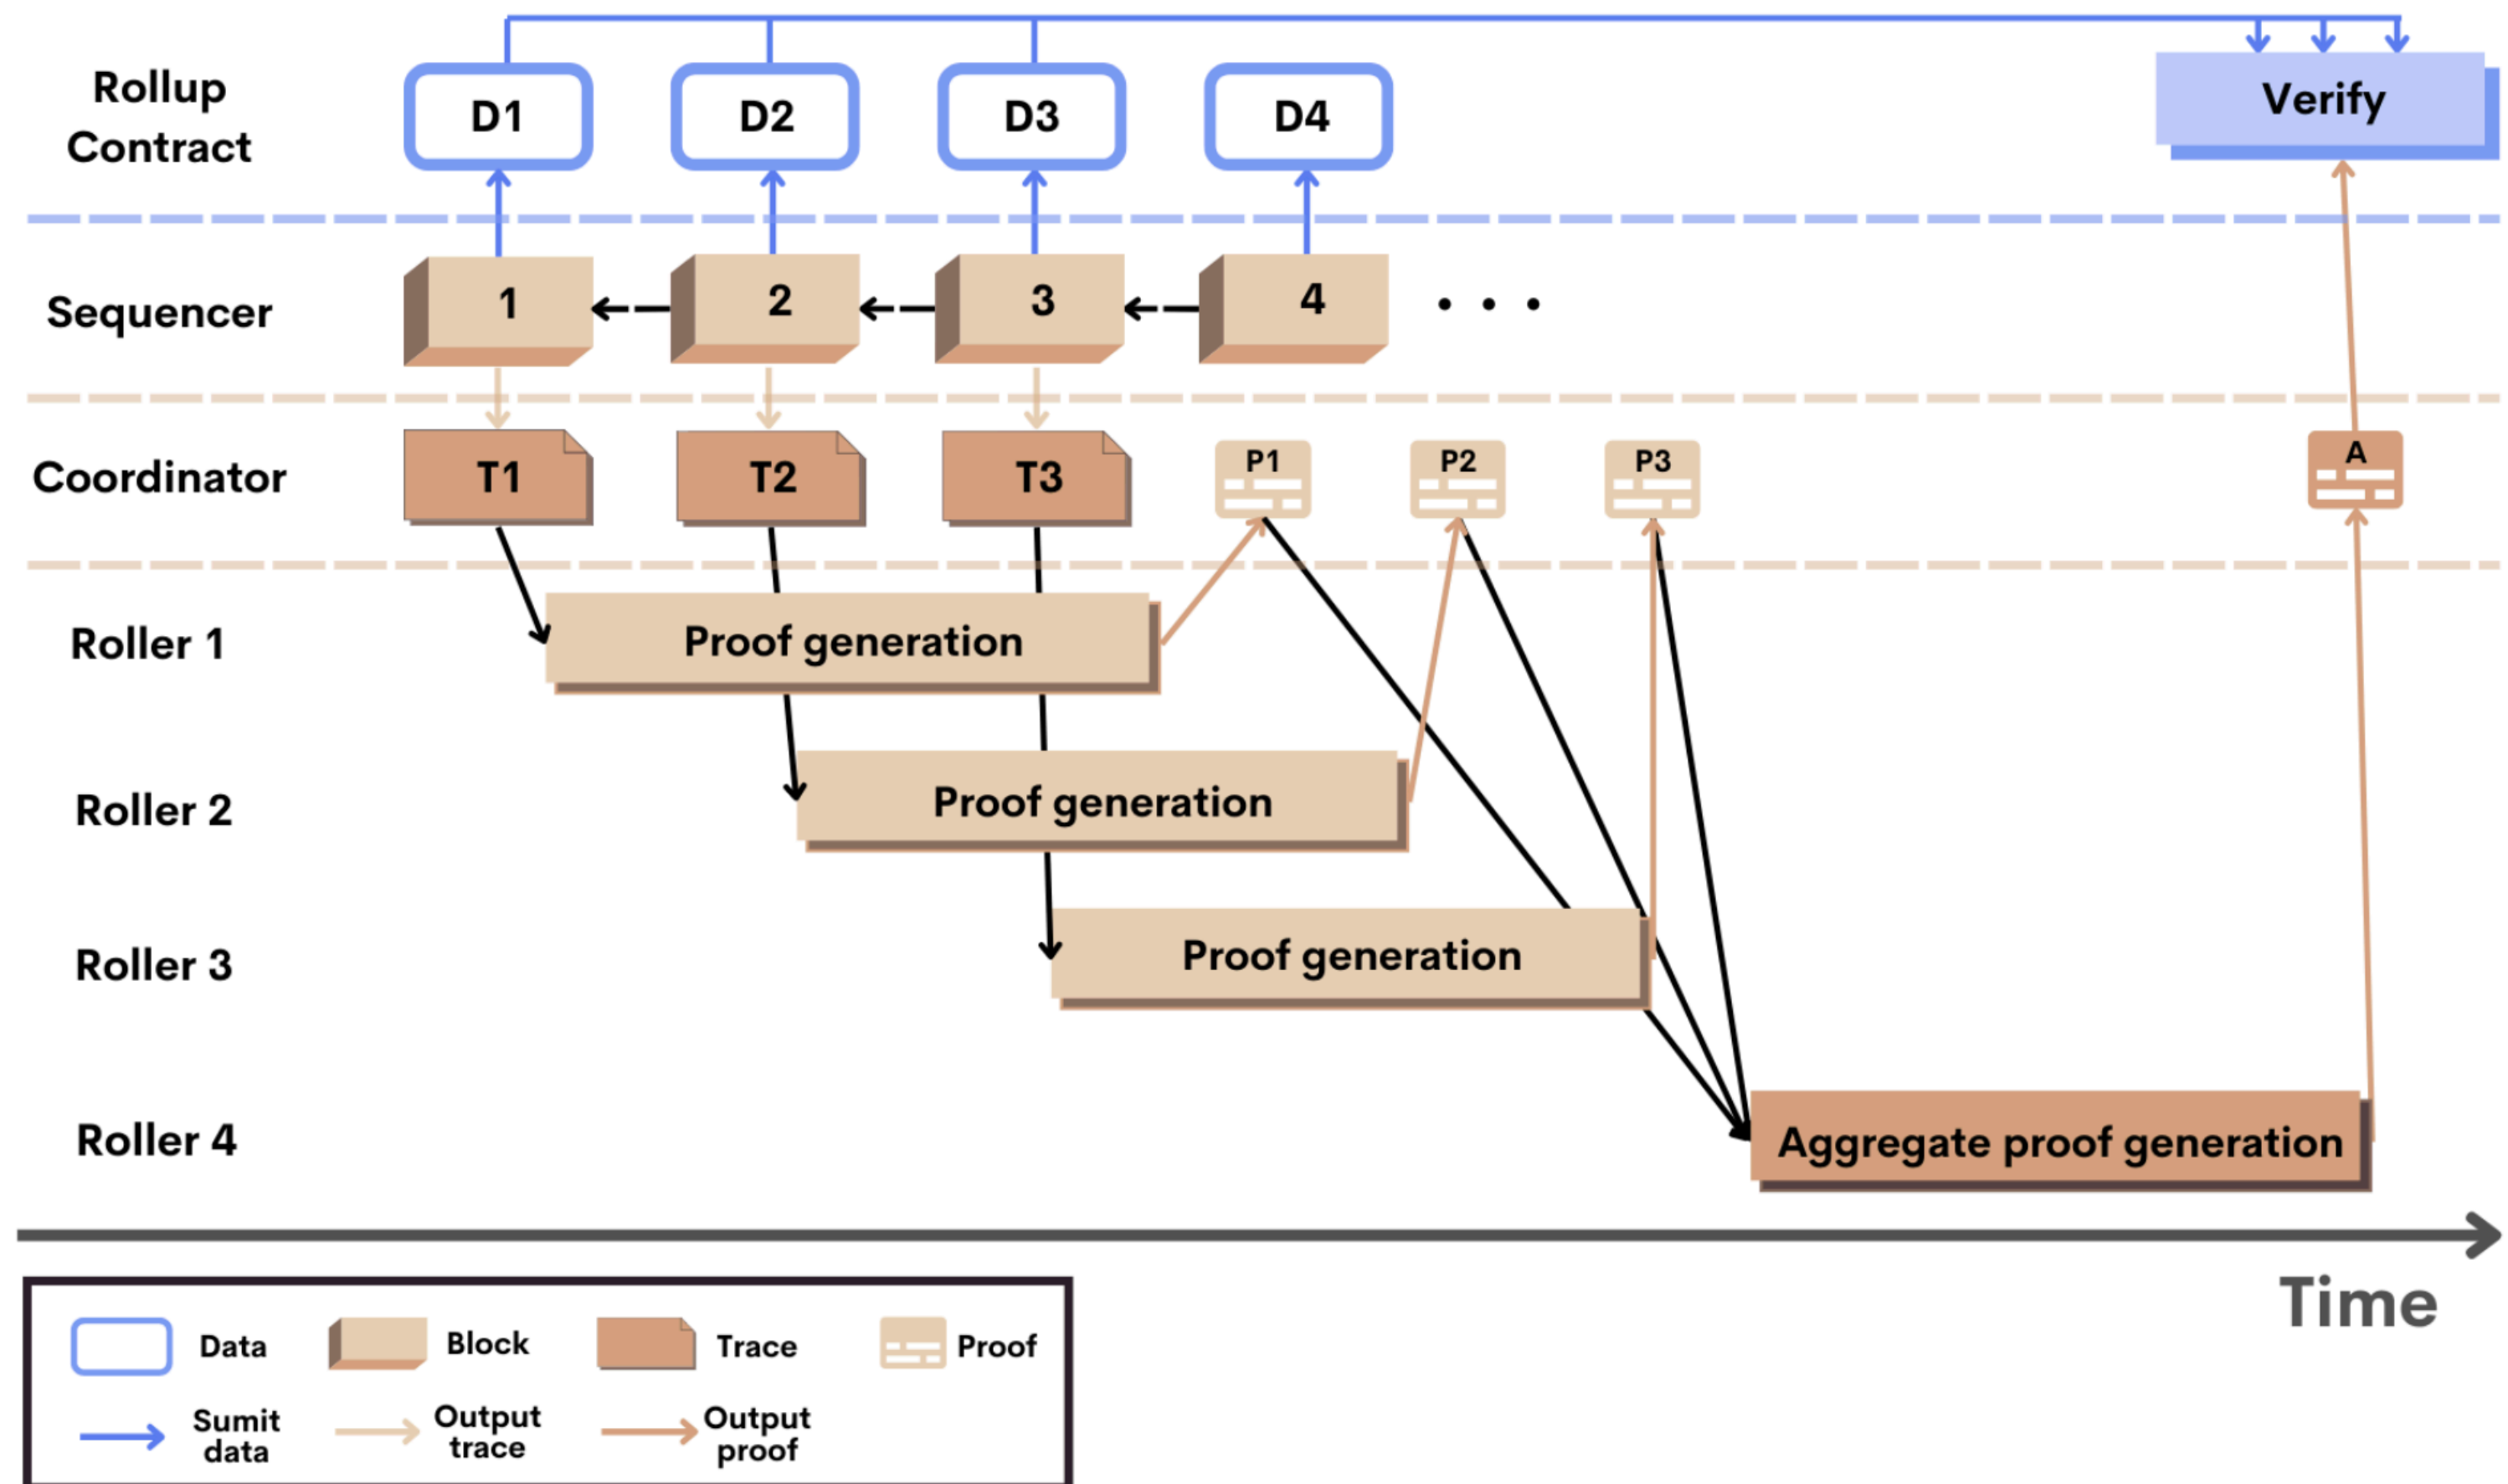 Rollup
Contract
D1
D2
D3
D4
Verify
Sequencer
1
2
3
4
Coordinator
T1
T2
T3
P1
P2
P3
A
Roller 1
Proof generation
Roller 2
Proof generation
Roller 3
Proof generation
Roller 4
Aggregate proof generation
Time
Data
Block
Trace
Proof
Sumit
data
Output
trace
Output
proof